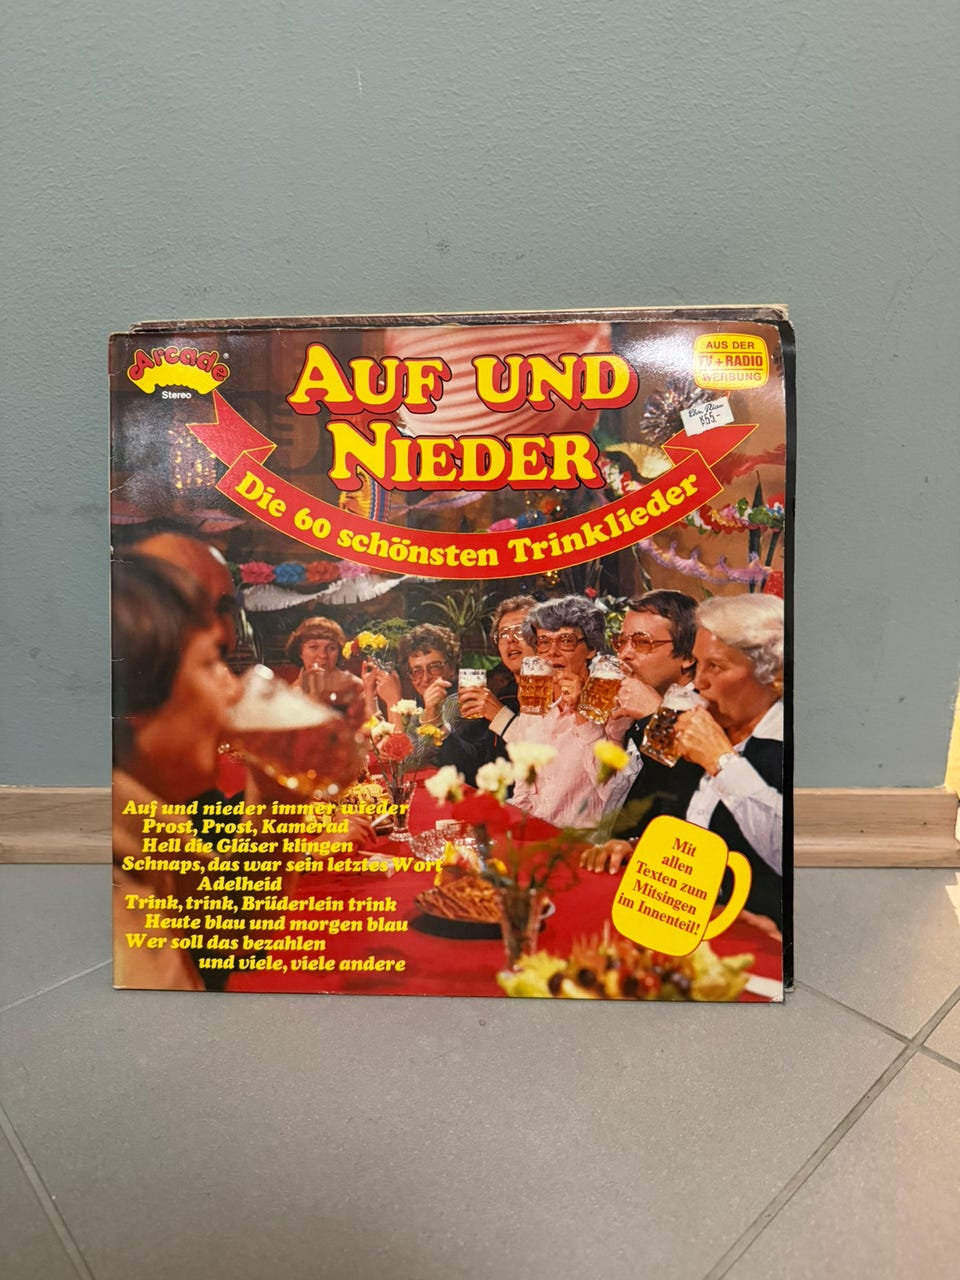 Arcade®
Stereo
AUF UND
NIEDER
AUS DER
TV + RADIO
WERBUNG
Die 60 schönsten Trinklieder
Auf und nieder immer wieder
Prost, Prost, Kamerad
Hell die Gläser klingen
Schnaps, das war sein letztes Wort
Adelheid
Trink, trink, Brüderlein trink
Heute blau und morgen blau
Wer soll das bezahlen
und viele, viele andere
Mit
allen
Texten zum
Mitsingen
im Innenteil!